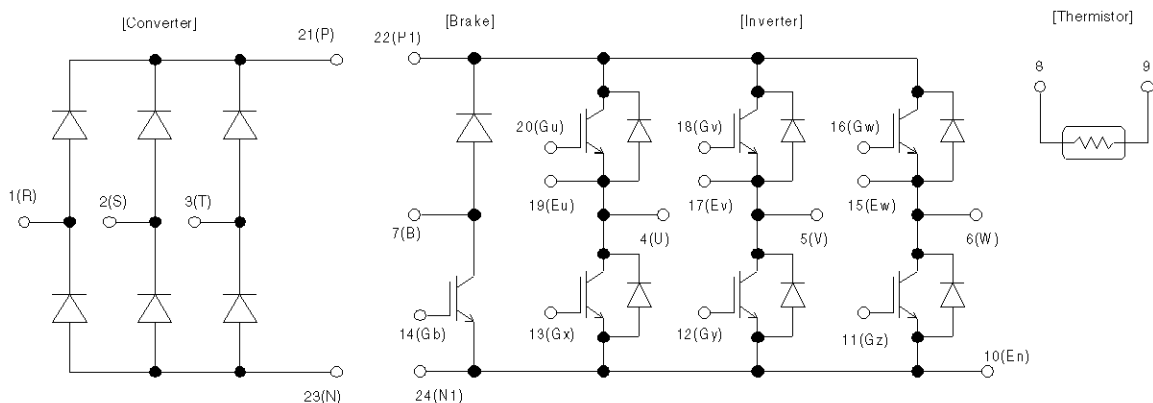 [Converter]
[Brake]
[Inverter]
[Thermistor]
21(P)
22(P1)
8
9
20(Gu)
18(Gv)
16(Gw)
1(R)
2(S)
3(T)
19(Eu)
17(Ev)
15(Ew)
7(B)
4(U)
5(V)
6(W)
14(Gb)
13(Gx)
12(Gy)
11(Gz)
10(En)
23(N)
24(N1)